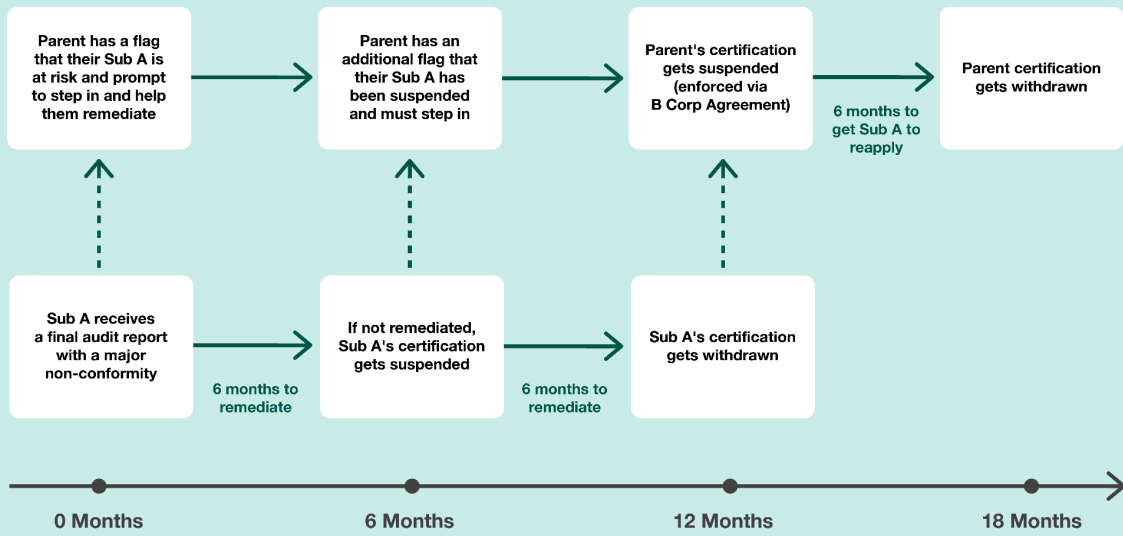 Parent has a flag
that their Sub A is
at risk and prompt
to step in and help
them remediate
Parent has an
additional flag that
their Sub A has
been suspended
and must step in
Parent's certification
gets suspended
(enforced via
B Corp Agreement)
6 months to
get Sub A to
reapply
Parent certification
gets withdrawn
Sub A receives
a final audit report
with a major
non-conformity
6 months to
remediate
If not remediated,
Sub A's certification
gets suspended
6 months to
remediate
Sub A's certification
gets withdrawn
0 Months
6 Months
12 Months
18 Months